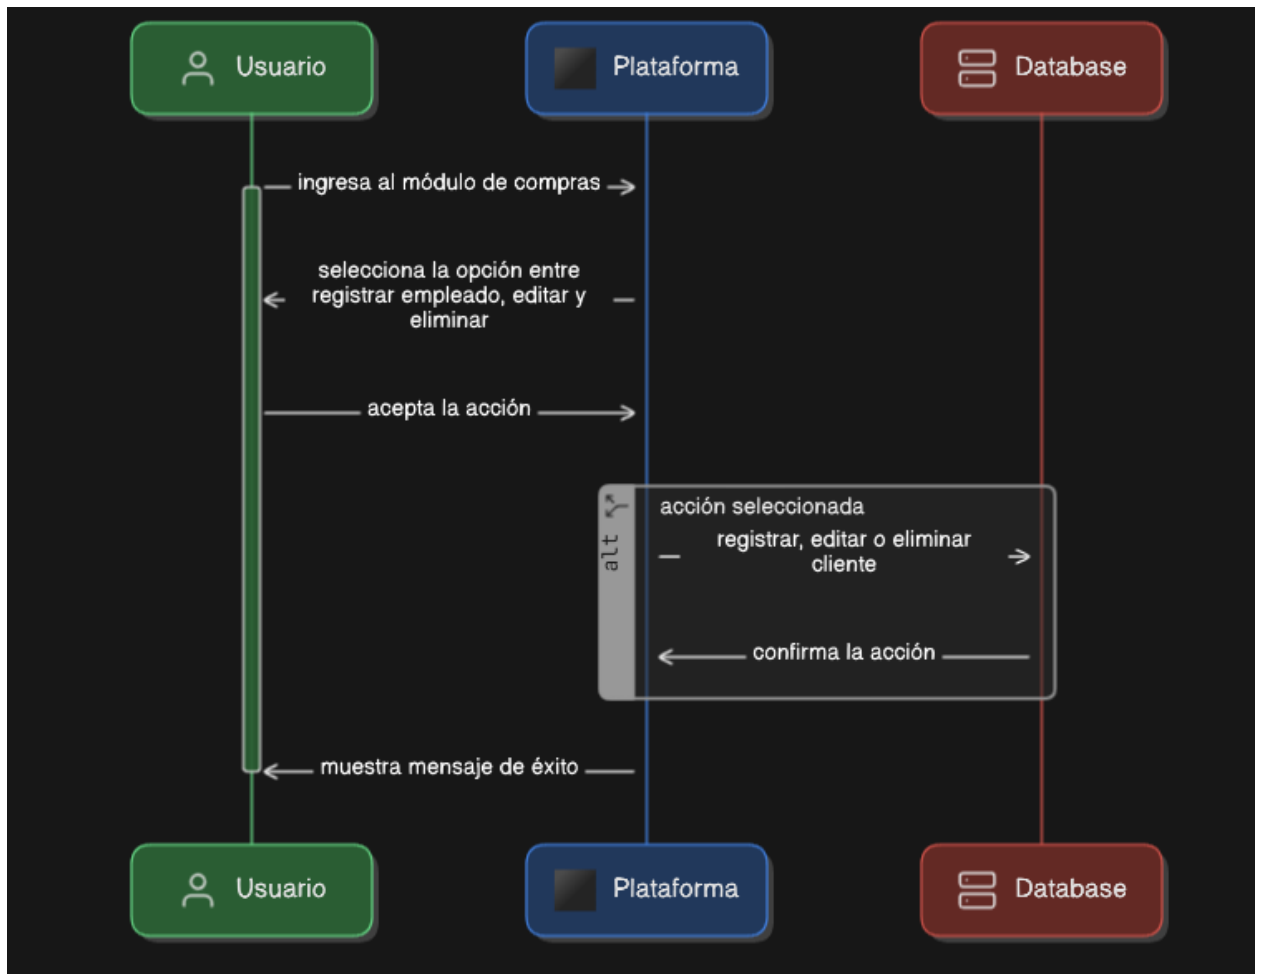 Usuario
Plataforma
Database
ingresa al módulo de compras
selecciona la opción entre
registrar empleado, editar y
eliminar
acepta la acción
alt
acción seleccionada
registrar, editar o eliminar
cliente
confirma la acción
muestra mensaje de éxito
Usuario
Plataforma
Database